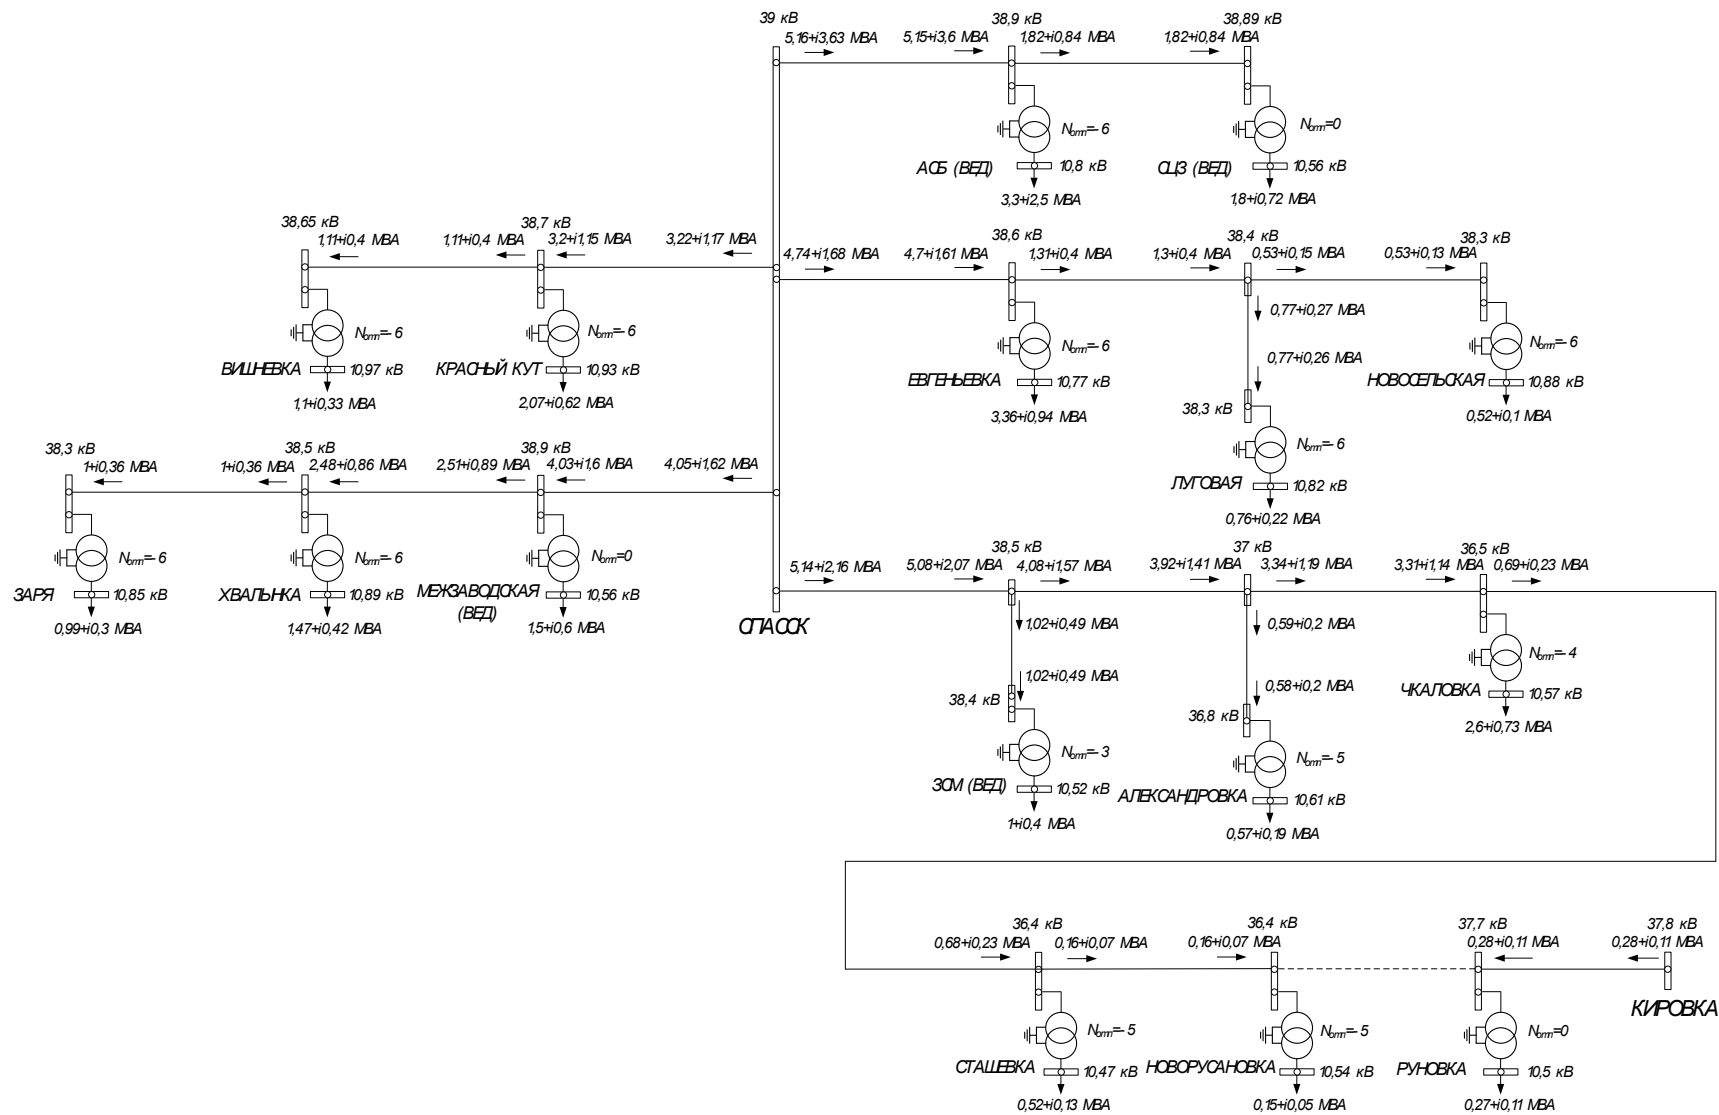 39 кВ
5,16+i3,63 МВА
5,15+i3,6 МВА
38,9 кВ
1,82+i0,84 МВА
38,89 кВ
1,82+i0,84 МВА
Nотп=- 6
Nотп=0
АСБ (ВЕД)
10,8 кВ
СЦЗ (ВЕД)
10,56 кВ
3,3+i2,5 МВА
1,8+i0,72 МВА
38,65 кВ
1,11+i0,4 МВА
1,11+i0,4 МВА
38,7 кВ
3,2+i1,15 МВА
3,22+i1,17 МВА
4,74+i1,68 МВА
4,7+i1,61 МВА
38,6 кВ
1,31+i0,4 МВА
1,3+i0,4 МВА
38,4 кВ
0,53+i0,15 МВА
0,53+i0,13 МВА
38,3 кВ
0,77+i0,27 МВА
Nотп=- 6
Nотп=- 6
Nотп=- 6
Nотп=- 6
0,77+i0,26 МВА
ВИШНЕВКА
10,97 кВ
КРАСНЫЙ КУТ
10,93 кВ
ЕВГЕНЬЕВКА
10,77 кВ
НОВОСЕЛЬСКАЯ
10,88 кВ
1,1+i0,33 МВА
2,07+i0,62 МВА
3,36+i0,94 МВА
38,3 кВ
0,52+i0,1 МВА
38,3 кВ
1+i0,36 МВА
1+i0,36 МВА
38,5 кВ
2,48+i0,86 МВА
2,51+i0,89 МВА
38,9 кВ
4,03+i1,6 МВА
4,05+i1,62 МВА
Nотп=- 6
ЛУГОВАЯ
10,82 кВ
0,76+i0,22 МВА
Nотп=- 6
Nотп=- 6
Nотп=0
ЗАРЯ
10,85 кВ
ХВАЛЫНКА
10,89 кВ
МЕЖЗАВОДСКАЯ
(ВЕД)
10,56 кВ
0,99+i0,3 МВА
1,47+i0,42 МВА
1,5+i0,6 МВА
СПАССК
5,14+i2,16 МВА
5,08+i2,07 МВА
38,5 кВ
4,08+i1,57 МВА
3,92+i1,41 МВА
37 кВ
3,34+i1,19 МВА
3,31+i1,14 МВА
36,5 кВ
0,69+i0,23 МВА
1,02+i0,49 МВА
0,59+i0,2 МВА
1,02+i0,49 МВА
0,58+i0,2 МВА
Nотп=- 4
38,4 кВ
36,8 кВ
ЧКАЛОВКА
10,57 кВ
2,6+i0,73 МВА
Nотп=- 3
Nотп=- 5
ЗСМ (ВЕД)
10,52 кВ
АЛЕКСАНДРОВКА
10,61 кВ
1+i0,4 МВА
0,57+i0,19 МВА
36,4 кВ
0,68+i0,23 МВА
0,16+i0,07 МВА
36,4 кВ
0,16+i0,07 МВА
37,7 кВ
0,28+i0,11 МВА
37,8 кВ
0,28+i0,11 МВА
КИРОВКА
Nотп=- 5
Nотп=- 5
Nотп=0
СТАШЕВКА
10,47 кВ
НОВОРУСАНОВКА
10,54 кВ
РУНОВКА
10,5 кВ
0,52+i0,13 МВА
0,15+i0,05 МВА
0,27+i0,11 МВА